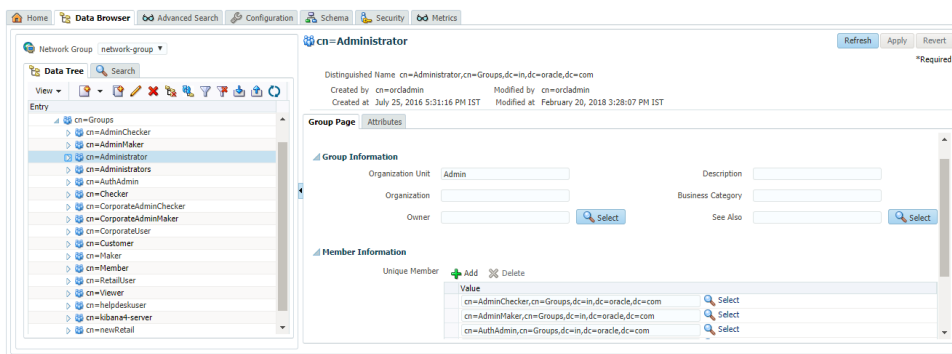 Home Data Browser Advanced Search Configuration Schema Security Metrics
Network Group network-group
Data Tree Search
View
Entry
cn=Groups
cn=AdminChecker
cn=AdminMaker
cn=Administrator
cn=Administrators
cn=AuthAdmin
cn=Checker
cn=CorporateAdminChecker
cn=CorporateAdminMaker
cn=CorporateUser
cn=Customer
cn=Maker
cn=Member
cn=RetailUser
cn=Viewer
cn=helpdeskuser
cn=kibana4-server
cn=newRetail
cn=Administrator
Refresh Apply Revert
*Required
Distinguished Name cn=Administrator,cn=Groups,dc=in,dc=oracle,dc=com
Created by cn=orcladmin Modified by cn=orcladmin
Created at July 25, 2016 5:31:16 PM IST Modified at February 20, 2018 3:28:07 PM IST
Group Page Attributes
Group Information
Organization Unit Admin Description
Organization Business Category
Owner Select See Also Select
Member Information
Unique Member Add Delete
Value
cn=AdminChecker,cn=Groups,dc=in,dc=oracle,dc=com Select
cn=AdminMaker,cn=Groups,dc=in,dc=oracle,dc=com Select
cn=AuthAdmin,cn=Groups,dc=in,dc=oracle,dc=com Select